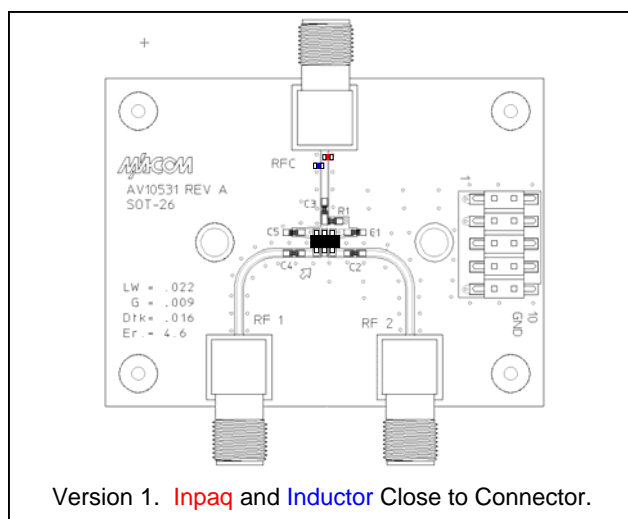 RFC
M/ACOM
AV10531 REV A
SOT-26
1
C3
R1
C5
C1
C4
C2
LW = .022
G = .009
Dtk= .016
Er.= 4.6
RF 1
RF 2
10
GND
Version 1. Inpaq and Inductor Close to Connector.